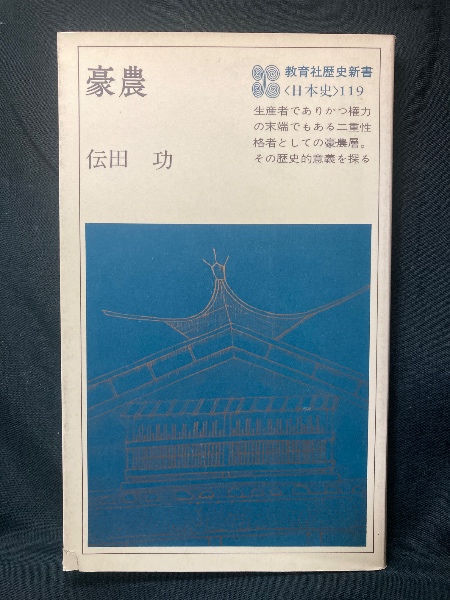 豪農
伝田 功
教育社歴史新書
〈日本史〉119
生産者でありかつ権力
の末端でもある二重性
格者としての豪農層。
その歴史的意義を探る